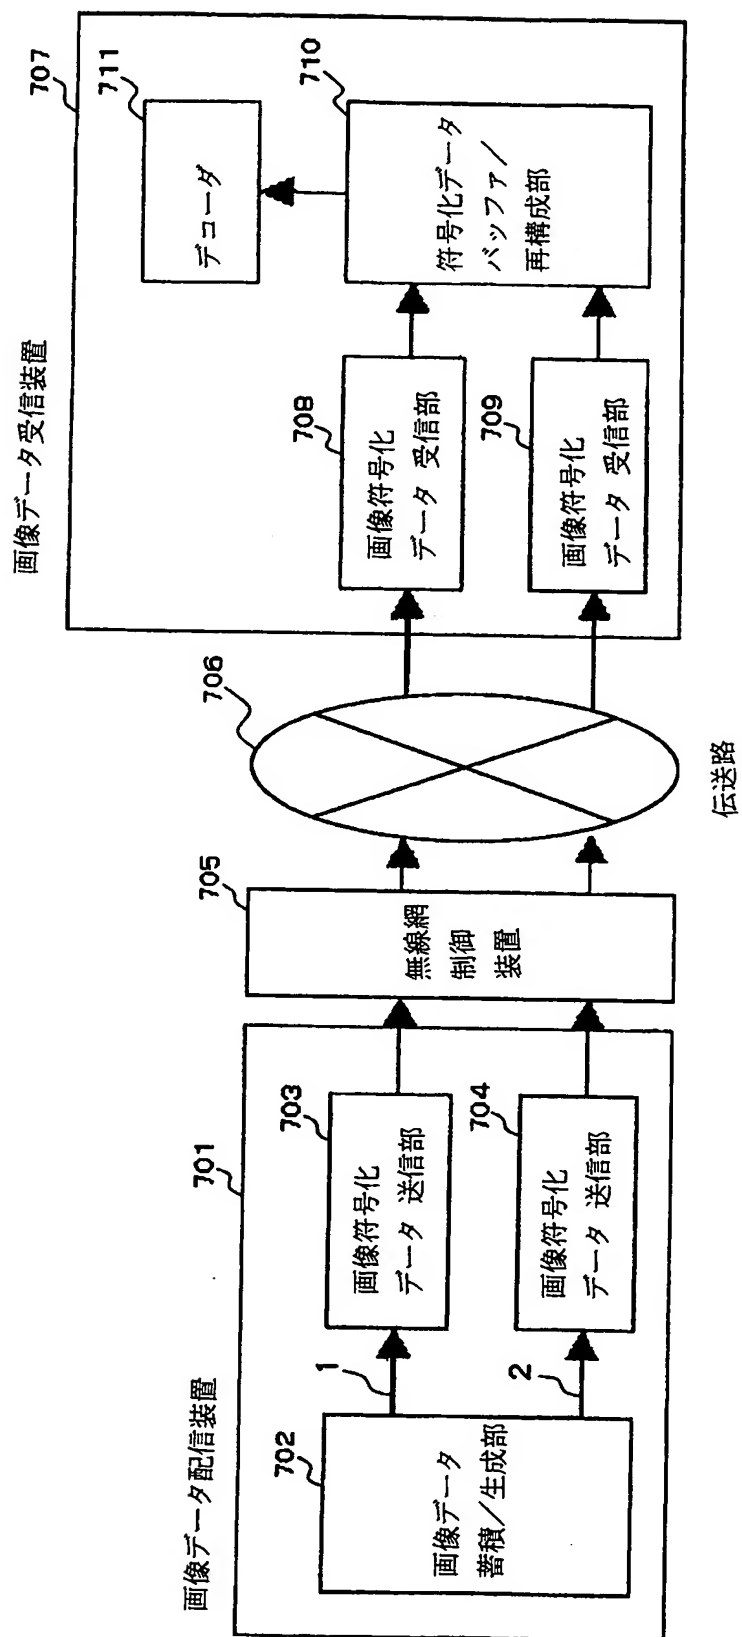 画像データ配信装置
701
702
画像データ
蓄積／生成部
1
2
703
画像符号化
データ 送信部
704
画像符号化
データ 送信部
705
無線網
制御
装置
706
伝送路
画像データ受信装置
707
708
画像符号化
データ 受信部
709
画像符号化
データ 受信部
710
符号化データ
バッファ／
再構成部
711
デコーダ